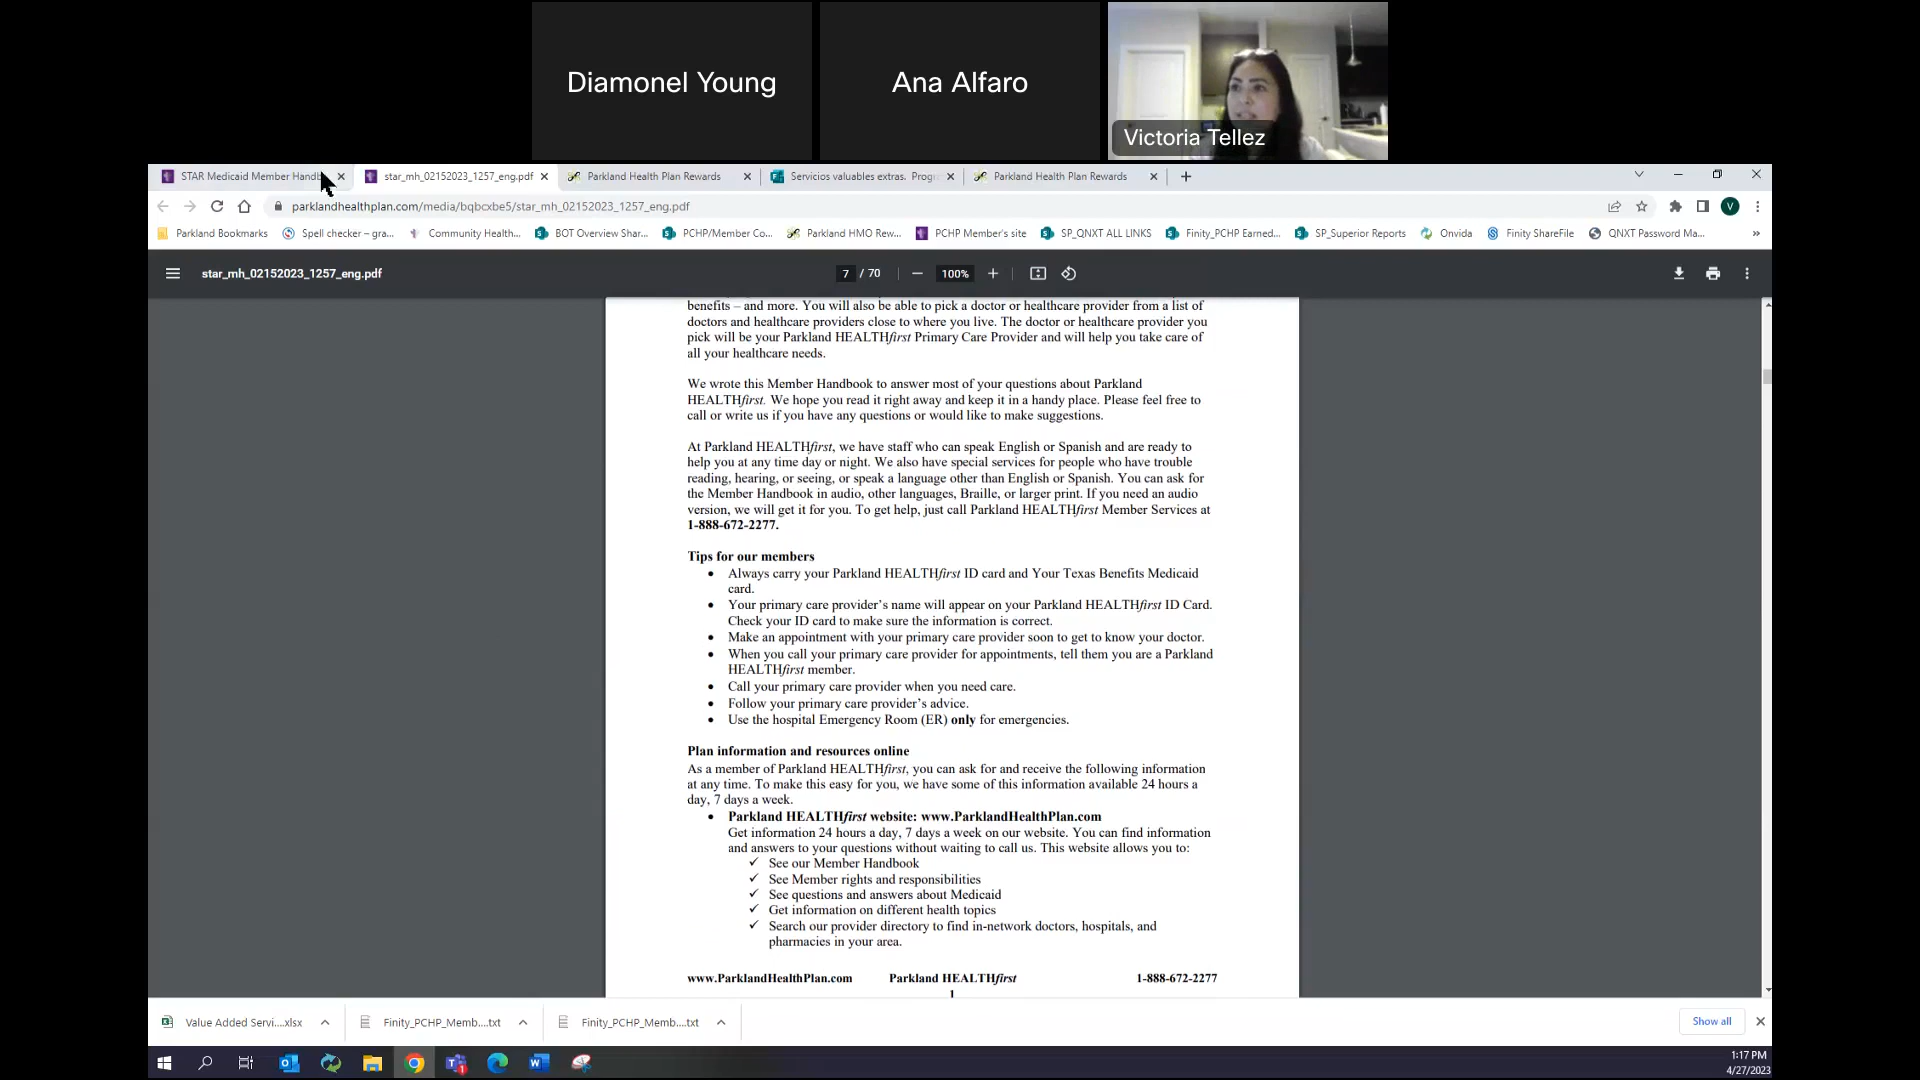 Diamonel Young
Ana Alfaro
Victoria Tellez
STAR Medicaid Member Handb
star_mh_02152023_1257_eng.pdf
Parkland Health Plan Rewards
Servicios valuables extras. Progr
Parkland Health Plan Rewards
parklandhealthplan.com/media/bqbcxbe5/star_mh_02152023_1257_eng.pdf
V
Parkland Bookmarks
Spell checker – gra...
Community Health...
BOT Overview Shar...
PCHP/Member Co...
Parkland HMO Rew...
PCHP Member's site
SP_QNXT ALL LINKS
Finity_PCHP Earned...
SP_Superior Reports
Onvida
Finity ShareFile
QNXT Password Ma...
star_mh_02152023_1257_eng.pdf
7 / 70
100%
benefits – and more. You will also be able to pick a doctor or healthcare provider from a list of
doctors and healthcare providers close to where you live. The doctor or healthcare provider you
pick will be your Parkland HEALTHfirst Primary Care Provider and will help you take care of
all your healthcare needs.
We wrote this Member Handbook to answer most of your questions about Parkland
HEALTHfirst. We hope you read it right away and keep it in a handy place. Please feel free to
call or write us if you have any questions or would like to make suggestions.
At Parkland HEALTHfirst, we have staff who can speak English or Spanish and are ready to
help you at any time day or night. We also have special services for people who have trouble
reading, hearing, or seeing, or speak a language other than English or Spanish. You can ask for
the Member Handbook in audio, other languages, Braille, or larger print. If you need an audio
version, we will get it for you. To get help, just call Parkland HEALTHfirst Member Services at
1-888-672-2277.
Tips for our members
• Always carry your Parkland HEALTHfirst ID card and Your Texas Benefits Medicaid
card.
• Your primary care provider's name will appear on your Parkland HEALTHfirst ID Card.
Check your ID card to make sure the information is correct.
• Make an appointment with your primary care provider soon to get to know your doctor.
• When you call your primary care provider for appointments, tell them you are a Parkland
HEALTHfirst member.
• Call your primary care provider when you need care.
• Follow your primary care provider's advice.
• Use the hospital Emergency Room (ER) only for emergencies.
Plan information and resources online
As a member of Parkland HEALTHfirst, you can ask for and receive the following information
at any time. To make this easy for you, we have some of this information available 24 hours a
day, 7 days a week.
• Parkland HEALTHfirst website: www.ParklandHealthPlan.com
Get information 24 hours a day, 7 days a week on our website. You can find information
and answers to your questions without waiting to call us. This website allows you to:
✓ See our Member Handbook
✓ See Member rights and responsibilities
✓ See questions and answers about Medicaid
✓ Get information on different health topics
✓ Search our provider directory to find in-network doctors, hospitals, and
pharmacies in your area.
www.ParklandHealthPlan.com Parkland HEALTHfirst 1-888-672-2277
1
Value Added Servi....xlsx
Finity_PCHP_Memb....txt
Finity_PCHP_Memb....txt
Show all
1:17 PM
4/27/2023